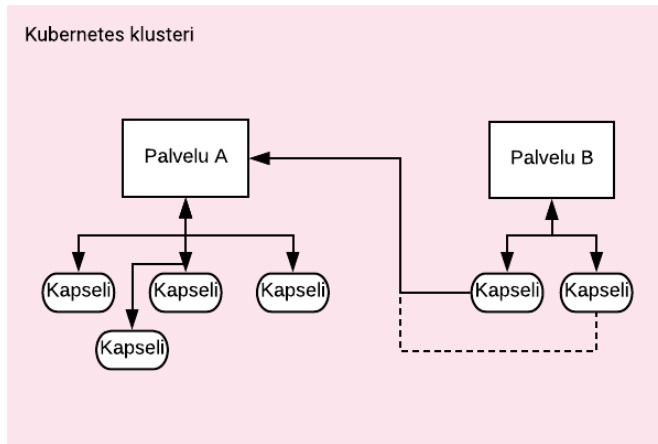 Kubernetes klusteri
Palvelu A
Palvelu B
Kapseli
Kapseli
Kapseli
Kapseli
Kapseli
Kapseli